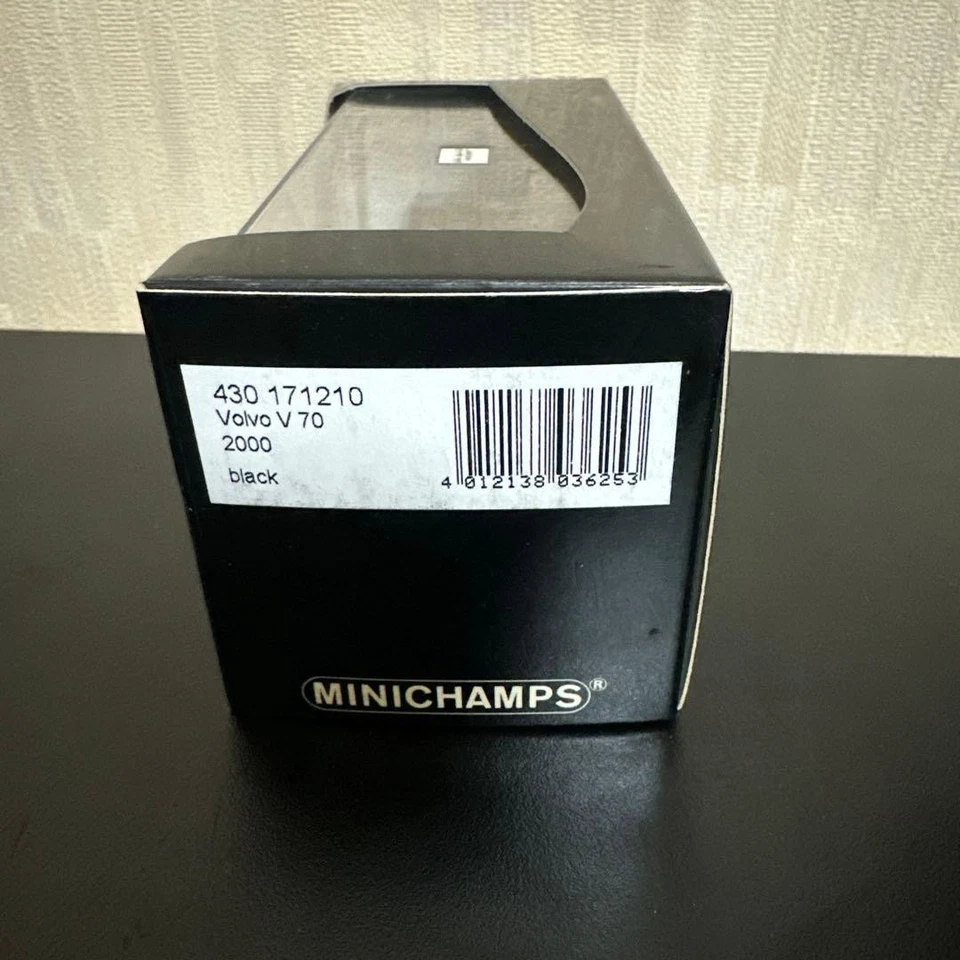 430 171210
Volvo V 70
2000
black
4 012138 036253
MINICHAMPS®